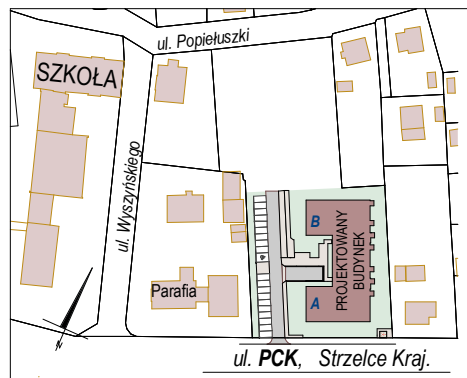 ul. Popiełuszki
SZKOŁA
ul. Wyszyńskiego
B
PROJEKTOWANY
BUDYNEK
A
Parafia
N
ul. PCK, Strzelce Kraj.